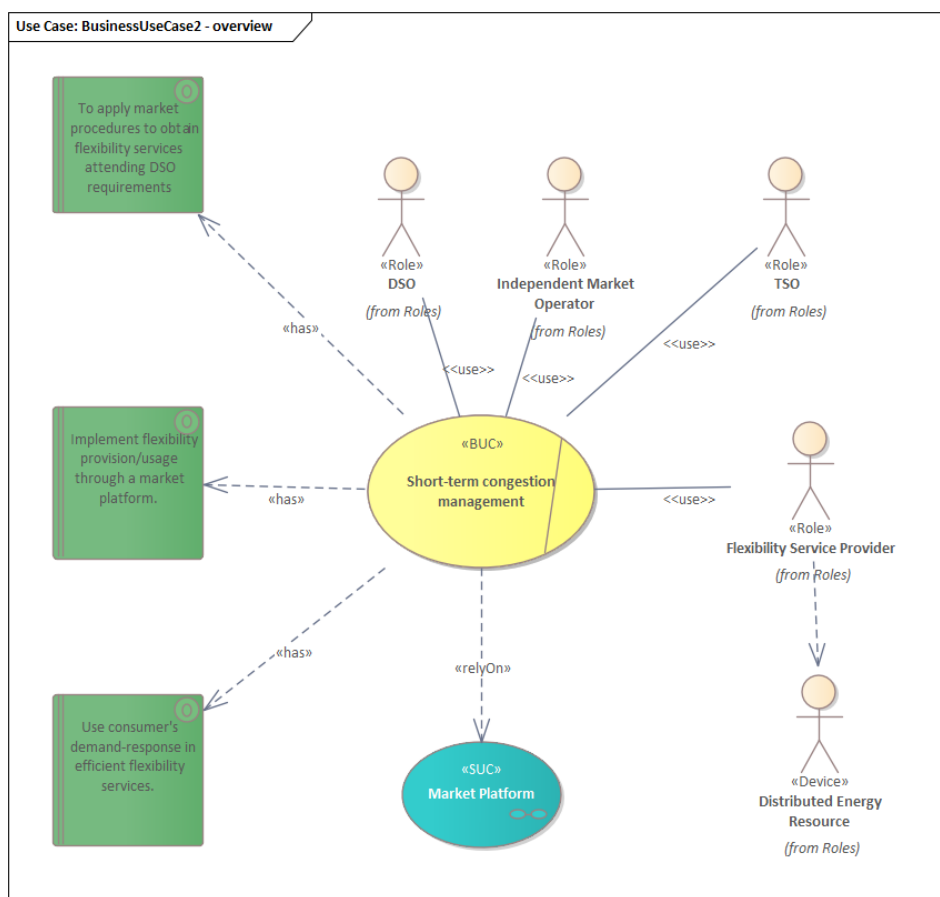 Use Case: BusinessUseCase2 - overview
To apply market
procedures to obtain
flexibility services
attending DSO
requirements
«Role»
DSO
(from Roles)
«Role»
Independent Market
Operator
(from Roles)
«Role»
TSO
(from Roles)
«has»
<<use>>
<<use>>
<<use>>
Implement flexibility
provision/usage
through a market
platform.
«has»
«BUC»
Short-term congestion
management
<<use>>
«Role»
Flexibility Service Provider
(from Roles)
«has»
«relyOn»
Use consumer's
demand-response in
efficient flexibility
services.
«SUC»
Market Platform
«Device»
Distributed Energy
Resource
(from Roles)